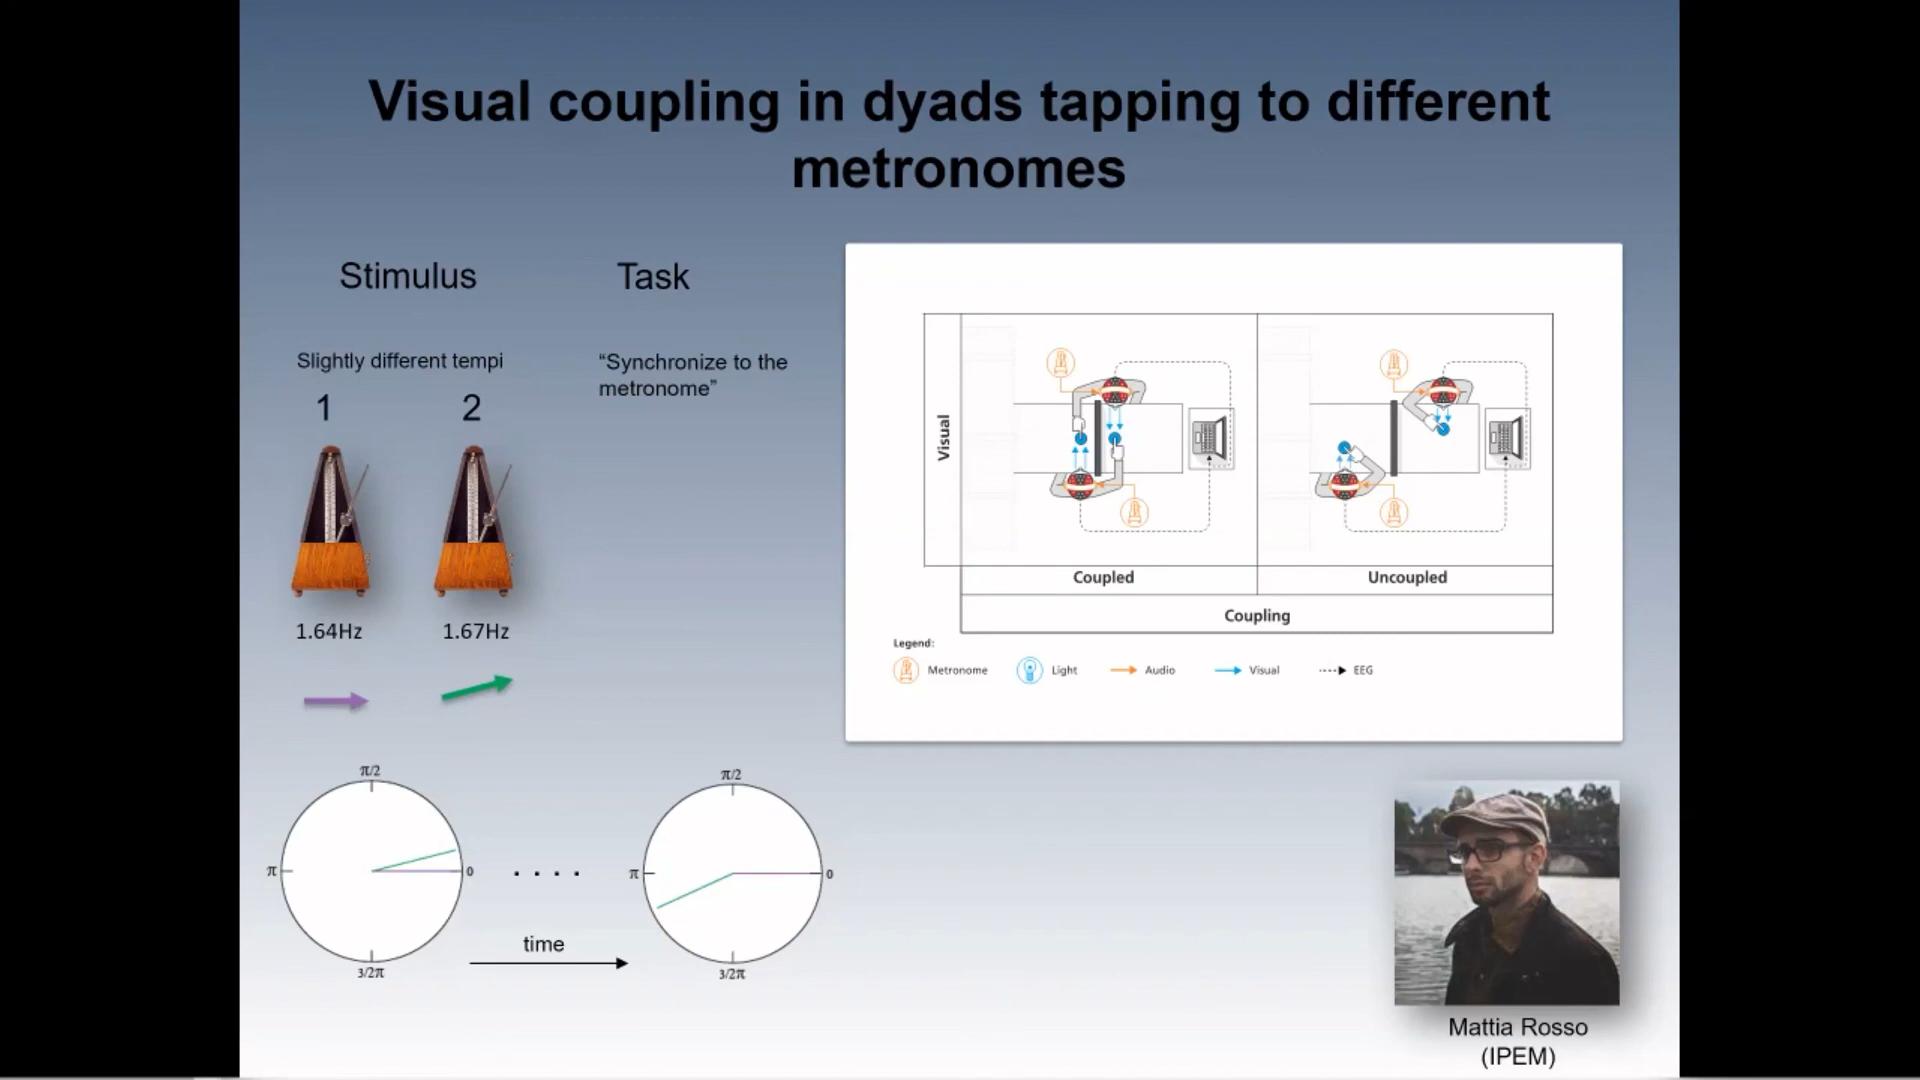 Visual coupling in dyads tapping to different
metronomes
Stimulus
Task
Slightly different tempi
1
2
1.64Hz
1.67Hz
“Synchronize to the
metronome”
Visual
Coupled
Uncoupled
Coupling
Legend:
Metronome
Light
Audio
Visual
EEG
π/2
π
0
3/2π
. . . .
time
π/2
π
0
3/2π
Mattia Rosso
(IPEM)